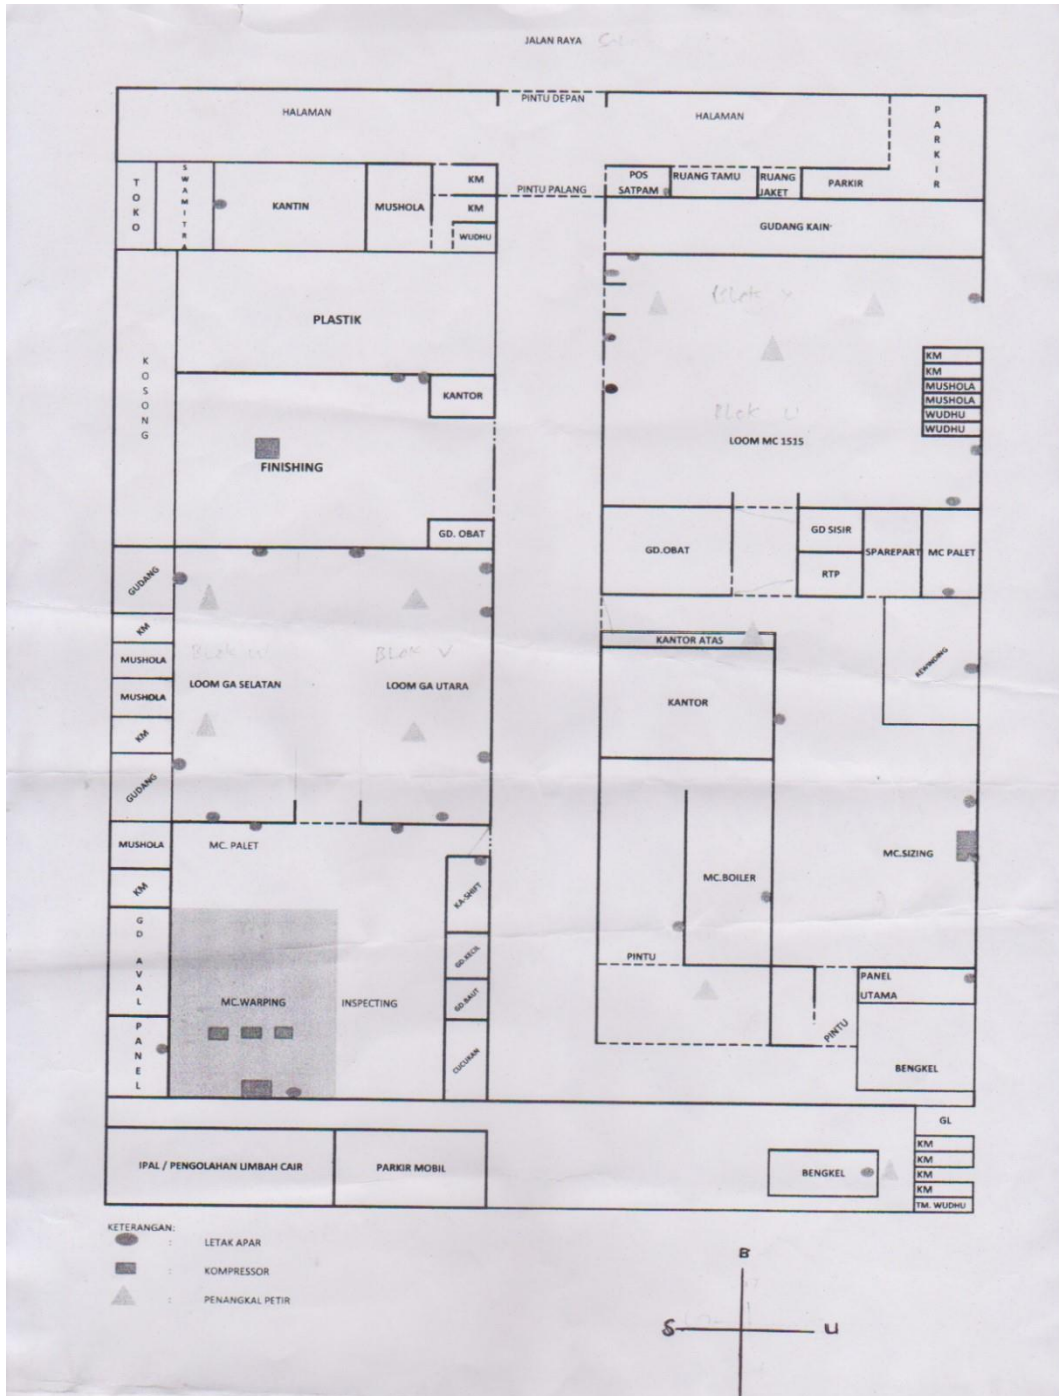 JALAN RAYA
PINTU DEPAN
HALAMAN
HALAMAN
PARKIR
TOKO
SWAMITRA
KANTIN
MUSHOLA
KM
KM
WUDHU
PINTU PALANG
POS SATPAM
RUANG TAMU
RUANG JAKET
PARKIR
GUDANG KAIN
PLASTIK
KOSONG
KANTOR
FINISHING
GD. OBAT
Blok U
LOOM MC 1515
KM
KM
MUSHOLA
MUSHOLA
WUDHU
WUDHU
GD.OBAT
GD SISIR
RTP
SPAREPART
MC PALET
REWINDING
GUDANG
KM
MUSHOLA
MUSHOLA
KM
GUDANG
Blok W
Blok V
LOOM GA SELATAN
LOOM GA UTARA
KANTOR ATAS
KANTOR
MC.SIZING
MC.BOILER
PINTU
PINTU
PANEL UTAMA
BENGKEL
MUSHOLA
KM
GD AVAL
PANEL
MC. PALET
MC.WARPING
INSPECTING
KA-SHIFT
GD.KECIL
GD.BAUT
CUCUKAN
IPAL / PENGOLAHAN LIMBAH CAIR
PARKIR MOBIL
BENGKEL
GL
KM
KM
KM
KM
TM. WUDHU
KETERANGAN:
: LETAK APAR
: KOMPRESSOR
: PENANGKAL PETIR
B
S
U